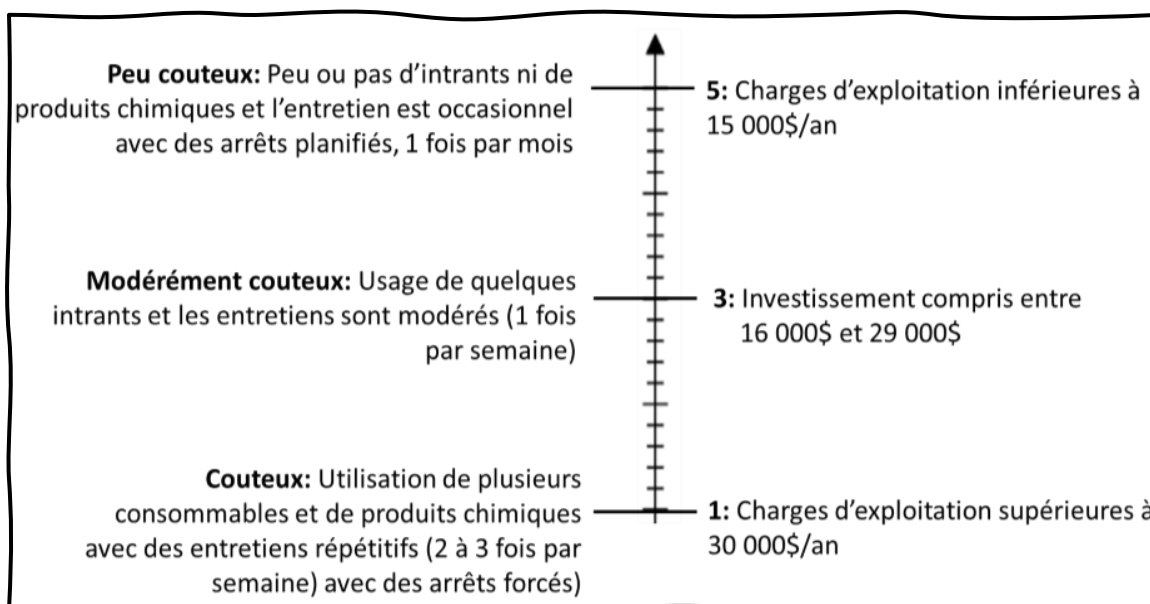 Peu couteux: Peu ou pas d'intrants ni de
produits chimiques et l'entretien est occasionnel
avec des arrêts planifiés, 1 fois par mois
5: Charges d'exploitation inférieures à
15 000$/an
Modérément couteux: Usage de quelques
intrants et les entretiens sont modérés (1 fois
par semaine)
3: Investissement compris entre
16 000$ et 29 000$
Couteux: Utilisation de plusieurs
consommables et de produits chimiques
avec des entretiens répétitifs (2 à 3 fois par
semaine) avec des arrêts forcés)
1: Charges d'exploitation supérieures à
30 000$/an